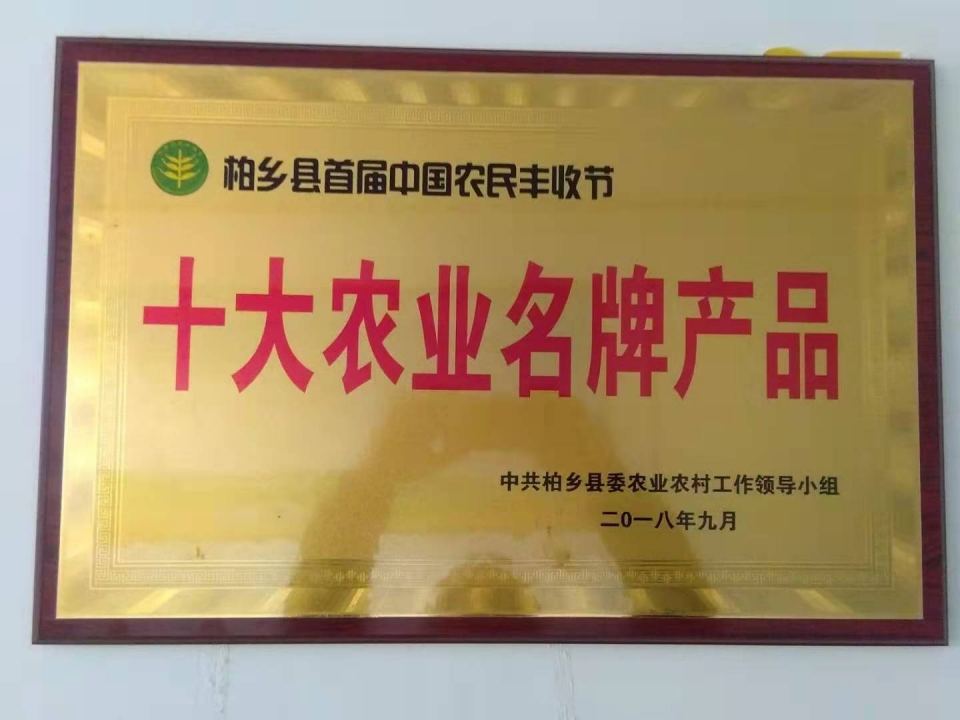 柏乡县首届中国农民丰收节
十大农业名牌产品
中共柏乡县委农业农村工作领导小组
二0一八年九月